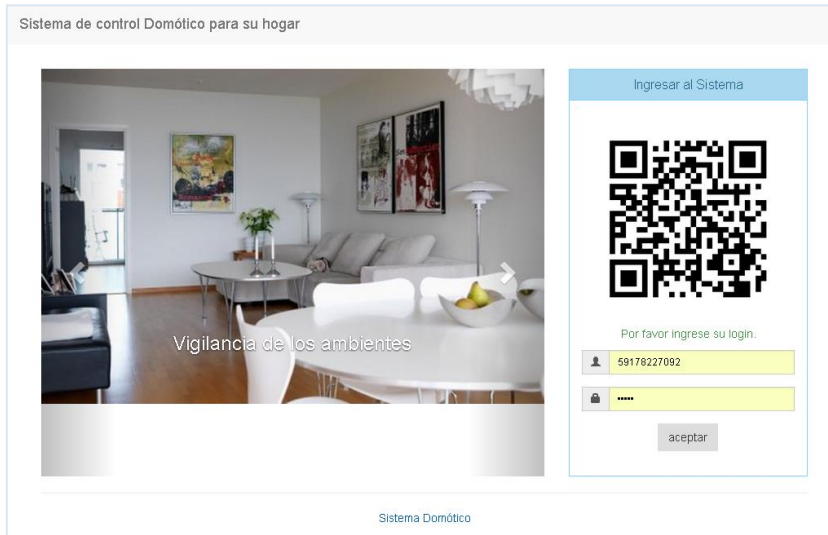 Sistema de control Domótico para su hogar
Ingresar al Sistema
Vigilancia de los ambientes
Por favor ingrese su login.
59178227092
•••••
aceptar
Sistema Domótico